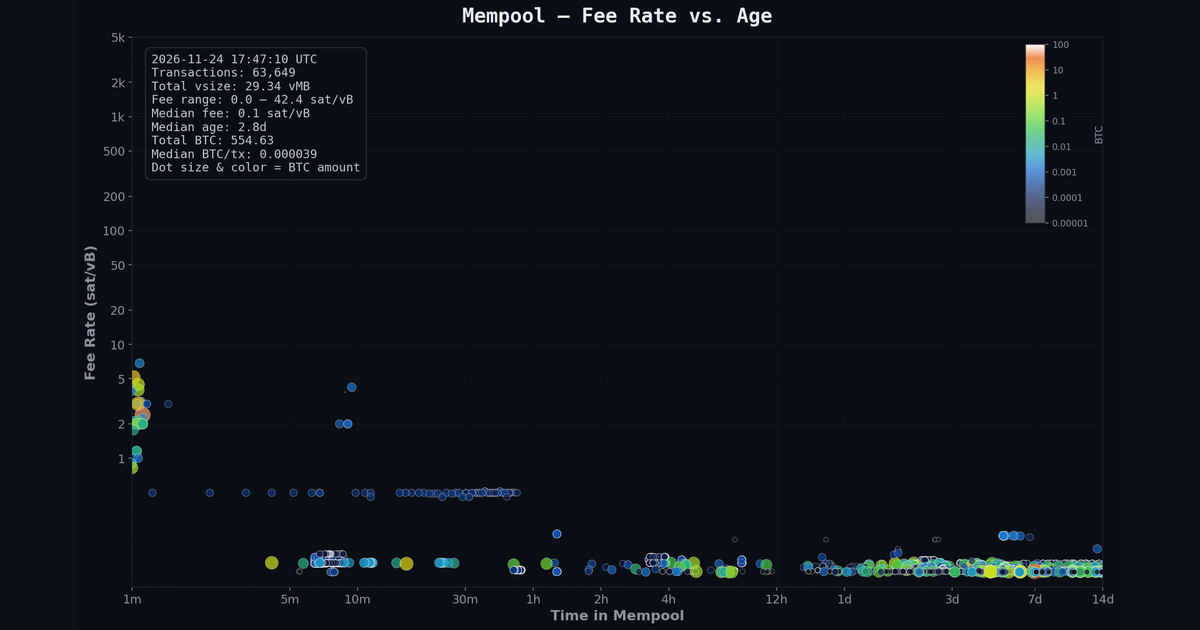 Mempool — Fee Rate vs. Age
2026-11-24 17:47:10 UTC
Transactions: 63,649
Total vsize: 29.34 vMB
Fee range: 0.0 – 42.4 sat/vB
Median fee: 0.1 sat/vB
Median age: 2.8d
Total BTC: 554.63
Median BTC/tx: 0.000039
Dot size & color = BTC amount
100
10
1
0.1
0.01
0.001
0.0001
0.00001
BTC
Fee Rate (sat/vB)
5k
2k
1k
500
200
100
50
20
10
5
2
1
1m
5m
10m
30m
1h
2h
4h
12h
1d
3d
7d
14d
Time in Mempool